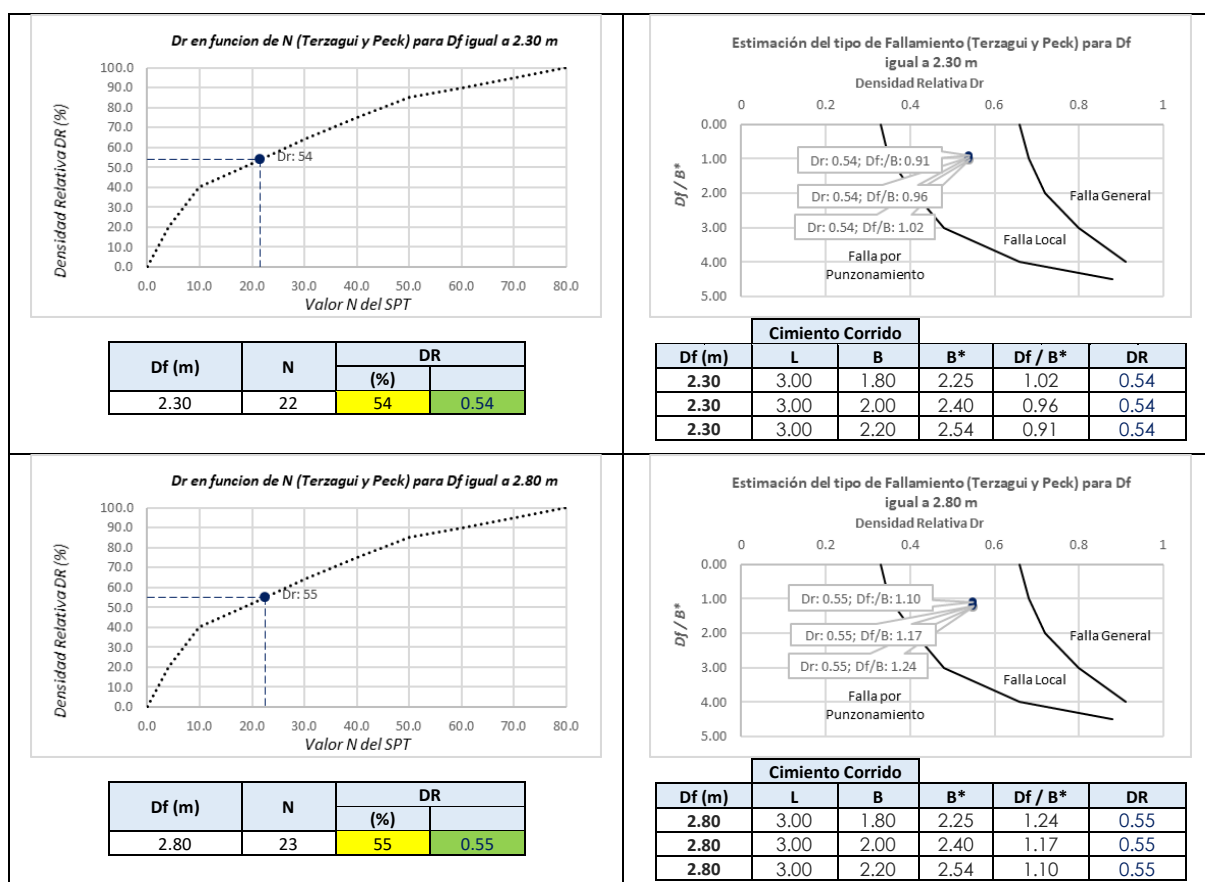 Dr en funcion de N (Terzagui y Peck) para Df igual a 2.30 m
Densidad Relativa DR (%)
100.0
90.0
80.0
70.0
60.0
50.0
40.0
30.0
20.0
10.0
0.0
Dr: 54
0.0 10.0 20.0 30.0 40.0 50.0 60.0 70.0 80.0
Valor N del SPT
Df (m) N DR
(%)
2.30 22 54 0.54
Estimación del tipo de Fallamiento (Terzagui y Peck) para Df
igual a 2.30 m
Densidad Relativa Dr
0 0.2 0.4 0.6 0.8 1
Df / B*
0.00
1.00
2.00
3.00
4.00
5.00
Dr: 0.54; Df:/B: 0.91
Dr: 0.54; Df/B: 0.96
Dr: 0.54; Df/B: 1.02
Falla General
Falla Local
Falla por
Punzonamiento
Cimiento Corrido
Df (m) L B B* Df / B* DR
2.30 3.00 1.80 2.25 1.02 0.54
2.30 3.00 2.00 2.40 0.96 0.54
2.30 3.00 2.20 2.54 0.91 0.54
Dr en funcion de N (Terzagui y Peck) para Df igual a 2.80 m
Densidad Relativa DR (%)
100.0
90.0
80.0
70.0
60.0
50.0
40.0
30.0
20.0
10.0
0.0
Dr: 55
0.0 10.0 20.0 30.0 40.0 50.0 60.0 70.0 80.0
Valor N del SPT
Df (m) N DR
(%)
2.80 23 55 0.55
Estimación del tipo de Fallamiento (Terzagui y Peck) para Df
igual a 2.80 m
Densidad Relativa Dr
0 0.2 0.4 0.6 0.8 1
Df / B*
0.00
1.00
2.00
3.00
4.00
5.00
Dr: 0.55; Df:/B: 1.10
Dr: 0.55; Df/B: 1.17
Dr: 0.55; Df/B: 1.24
Falla General
Falla Local
Falla por
Punzonamiento
Cimiento Corrido
Df (m) L B B* Df / B* DR
2.80 3.00 1.80 2.25 1.24 0.55
2.80 3.00 2.00 2.40 1.17 0.55
2.80 3.00 2.20 2.54 1.10 0.55